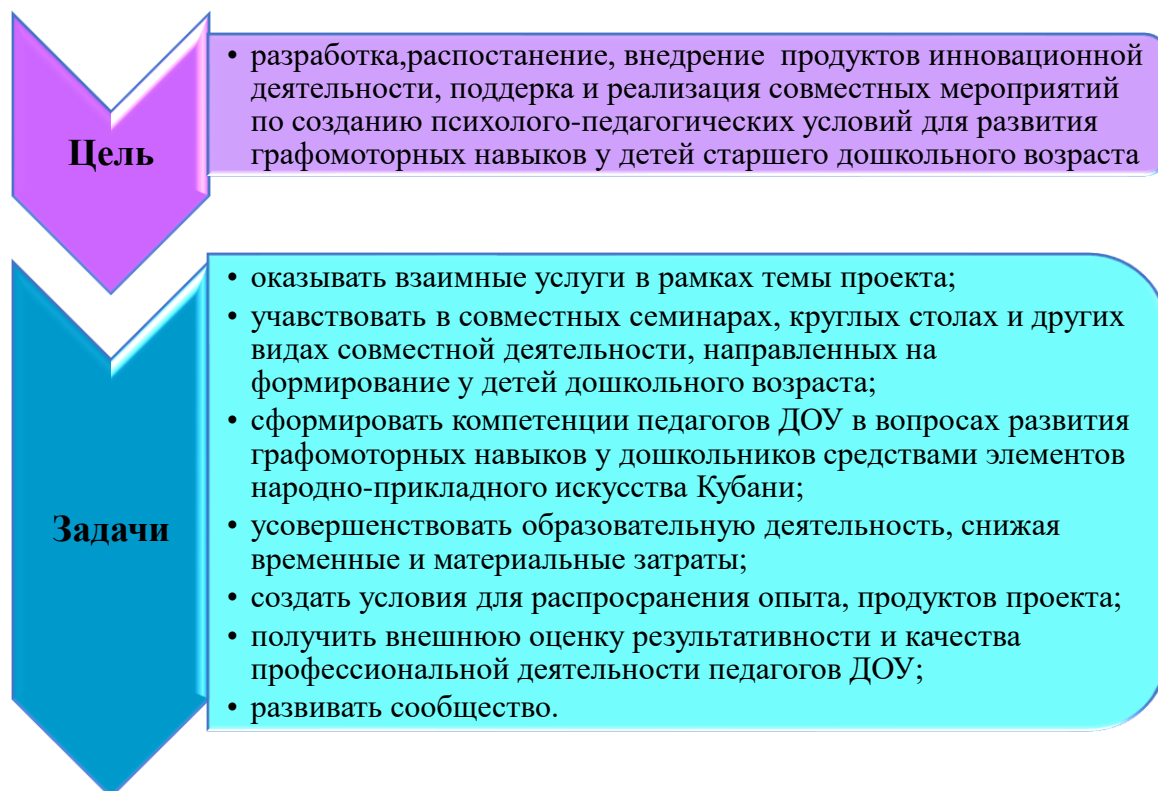 Цель
• разработка,распостанение, внедрение продуктов инновационной
деятельности, поддерка и реализация совместных мероприятий
по созданию психолого-педагогических условий для развития
графомоторных навыков у детей старшего дошкольного возраста
Задачи
• оказывать взаимные услуги в рамках темы проекта;
• учавствовать в совместных семинарах, круглых столах и других
видах совместной деятельности, направленных на
формирование у детей дошкольного возраста;
• сформировать компетенции педагогов ДОУ в вопросах развития
графомоторных навыков у дошкольников средствами элементов
народно-прикладного искусства Кубани;
• усовершенствовать образовательную деятельность, снижая
временные и материальные затраты;
• создать условия для распросранения опыта, продуктов проекта;
• получить внешнюю оценку результативности и качества
профессиональной деятельности педагогов ДОУ;
• развивать сообщество.